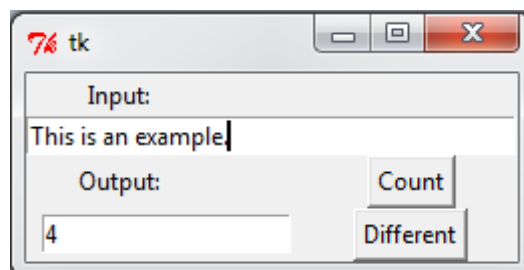 tk
Input:
This is an example.
Output:
Count
4
Different